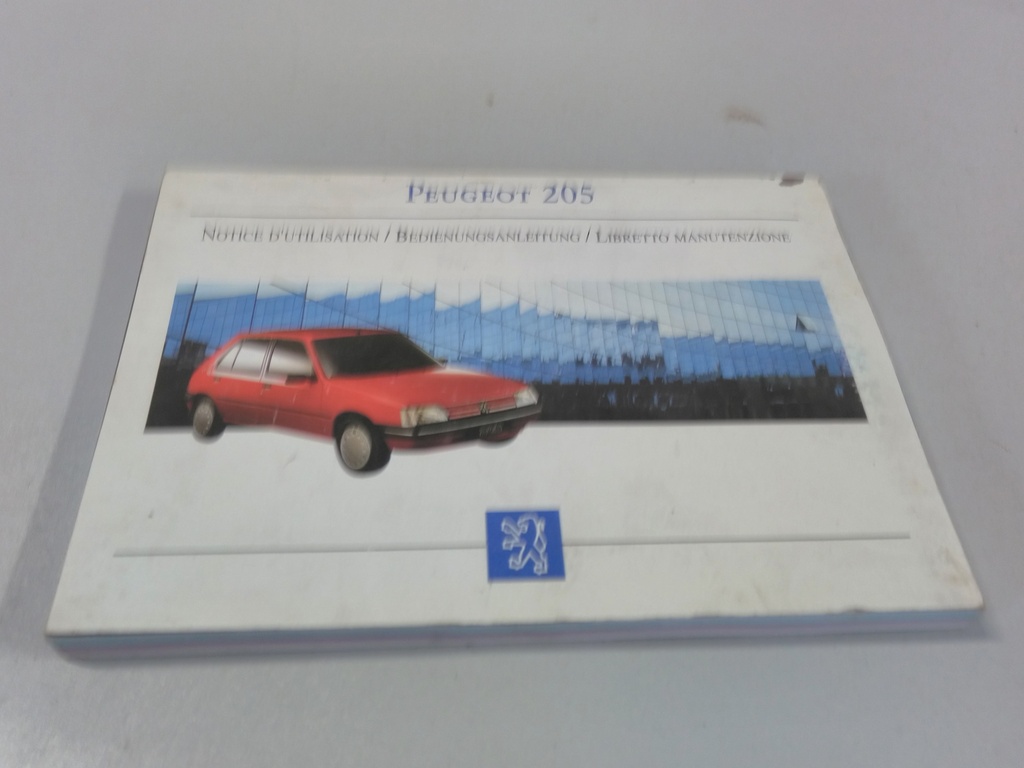 PEUGEOT 205
NOTICE D'UTILISATION / BEDIENUNGSANLEITUNG / LIBRETTO MANUTENZIONE